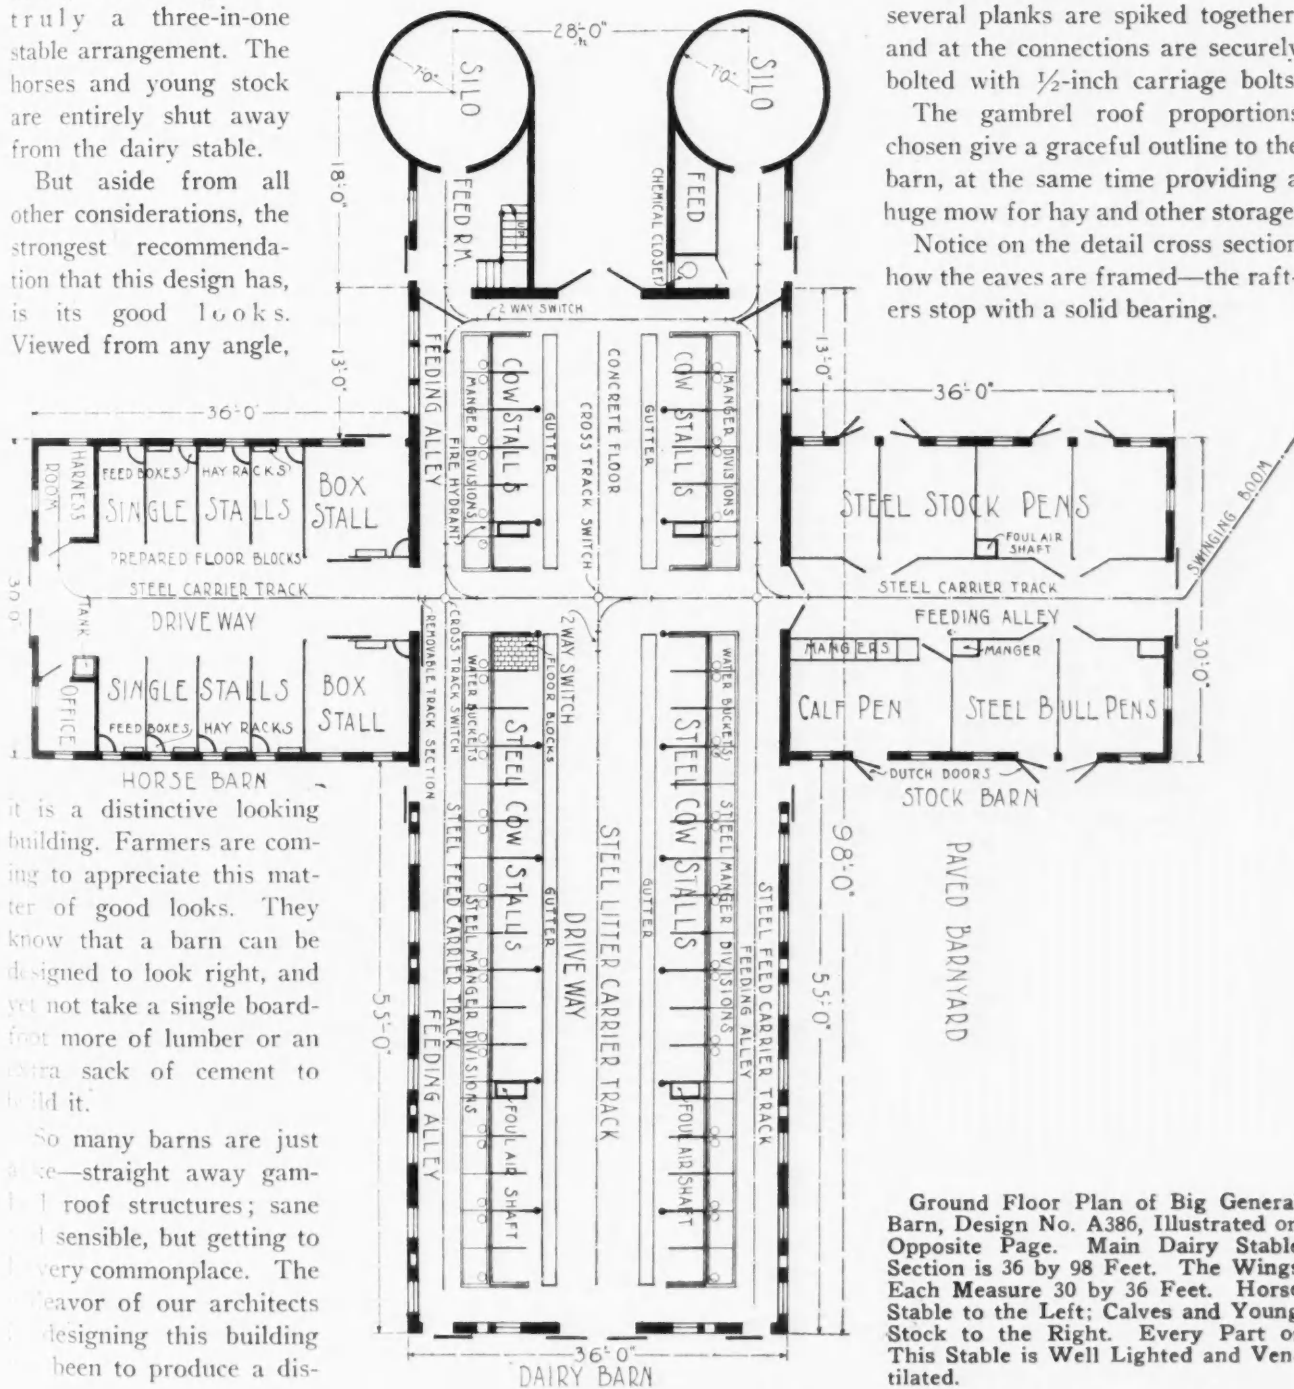 truly a three-in-one
stable arrangement. The
horses and young stock
are entirely shut away
from the dairy stable.
But aside from all
other considerations, the
strongest recommenda-
tion that this design has,
is its good looks.
Viewed from any angle,
it is a distinctive looking
building. Farmers are com-
ing to appreciate this mat-
ter of good looks. They
know that a barn can be
designed to look right, and
yet not take a single board-
foot more of lumber or an
extra sack of cement to
build it.
So many barns are just
alike—straight away gam-
roof structures; sane
sensible, but getting to
very commonplace. The
endeavor of our architects
designing this building
been to produce a dis-
several planks are spiked together
and at the connections are securely
bolted with ½-inch carriage bolts
The gambrel roof proportions
chosen give a graceful outline to the
barn, at the same time providing a
huge mow for hay and other storage
Notice on the detail cross section
how the eaves are framed—the raft-
ers stop with a solid bearing.
28'-0"
7'-0"
SILO
7'-0"
SILO
18'-0"
FEED RM.
UP
CHEMICAL CLOSET
FEED
2 WAY SWITCH
13'-0"
FEEDING ALLEY
FIRE HYDRANT
MANGER DIVISIONS
COW STALLS
GUTTER
CROSS TRACK SWITCH
CONCRETE FLOOR
GUTTER
COW STALLS
MANGER DIVISIONS
13'-0"
36'-0"
HARNESS
ROOM
FEED BOXES
HAY RACKS
SINGLE STALLS
BOX
STALL
PREPARED FLOOR BLOCKS
STEEL CARRIER TRACK
DRIVE WAY
30'-0"
TANK
OFFICE
SINGLE STALLS
BOX
STALL
FEED BOXES
HAY RACKS
HORSE BARN
36'-0"
STEEL STOCK PENS
FOUL AIR
SHAFT
SWINGING BOOM
STEEL CARRIER TRACK
FEEDING ALLEY
MANGERS
MANGER
30'-0"
CALF PEN
STEEL BULL PENS
DUTCH DOORS
STOCK BARN
REMOVABLE TRACK SECTION
CROSS TRACK SWITCH
WATER BUCKETS
FLOOR BLOCKS
2 WAY SWITCH
WATER BUCKETS
STEEL FEED CARRIER TRACK
STEEL MANGER DIVISIONS
STEEL COW STALLS
GUTTER
DRIVE WAY
STEEL LITTER CARRIER TRACK
GUTTER
STEEL COW STALLS
STEEL MANGER DIVISIONS
FEEDING ALLEY
STEEL FEED CARRIER TRACK
98'-0"
55'-0"
PAVED BARNYARD
55'-0"
FEEDING ALLEY
FOUL AIR SHAFT
FOUL AIR SHAFT
36'-0"
DAIRY BARN
Ground Floor Plan of Big General
Barn, Design No. A386, Illustrated on
Opposite Page. Main Dairy Stable
Section is 36 by 98 Feet. The Wings
Each Measure 30 by 36 Feet. Horse
Stable to the Left; Calves and Young
Stock to the Right. Every Part of
This Stable is Well Lighted and Ven-
tilated.